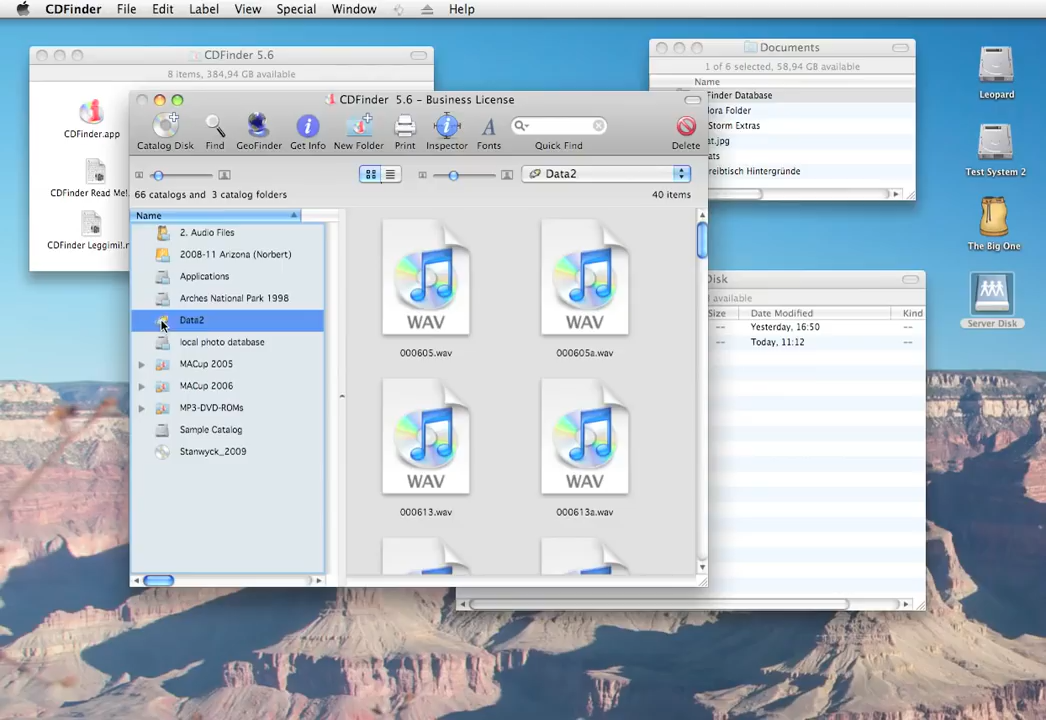 CDFinder File Edit Label View Special Window Help
CDFinder 5.6
8 items, 384,94 GB available
CDFinder.app
CDFinder Read Me!
CDFinder Leggimi!.r
Documents
1 of 6 selected, 58,94 GB available
Name
Finder Database
ora Folder
Storm Extras
at.jpg
ats
reibtisch Hintergründe
CDFinder 5.6 - Business License
Catalog Disk Find GeoFinder Get Info New Folder Print Inspector Fonts Quick Find Delete
Data2
66 catalogs and 3 catalog folders
40 items
Name
2. Audio Files
2008-11 Arizona (Norbert)
Applications
Arches National Park 1998
Data2
local photo database
MACup 2005
MACup 2006
MP3-DVD-ROMs
Sample Catalog
Stanwyck_2009
WAV
000605.wav
WAV
000605a.wav
WAV
000613.wav
WAV
000613a.wav
Disk
available
Size Date Modified Kind
-- Yesterday, 16:50 --
-- Today, 11:12 --
Leopard
Test System 2
The Big One
Server Disk